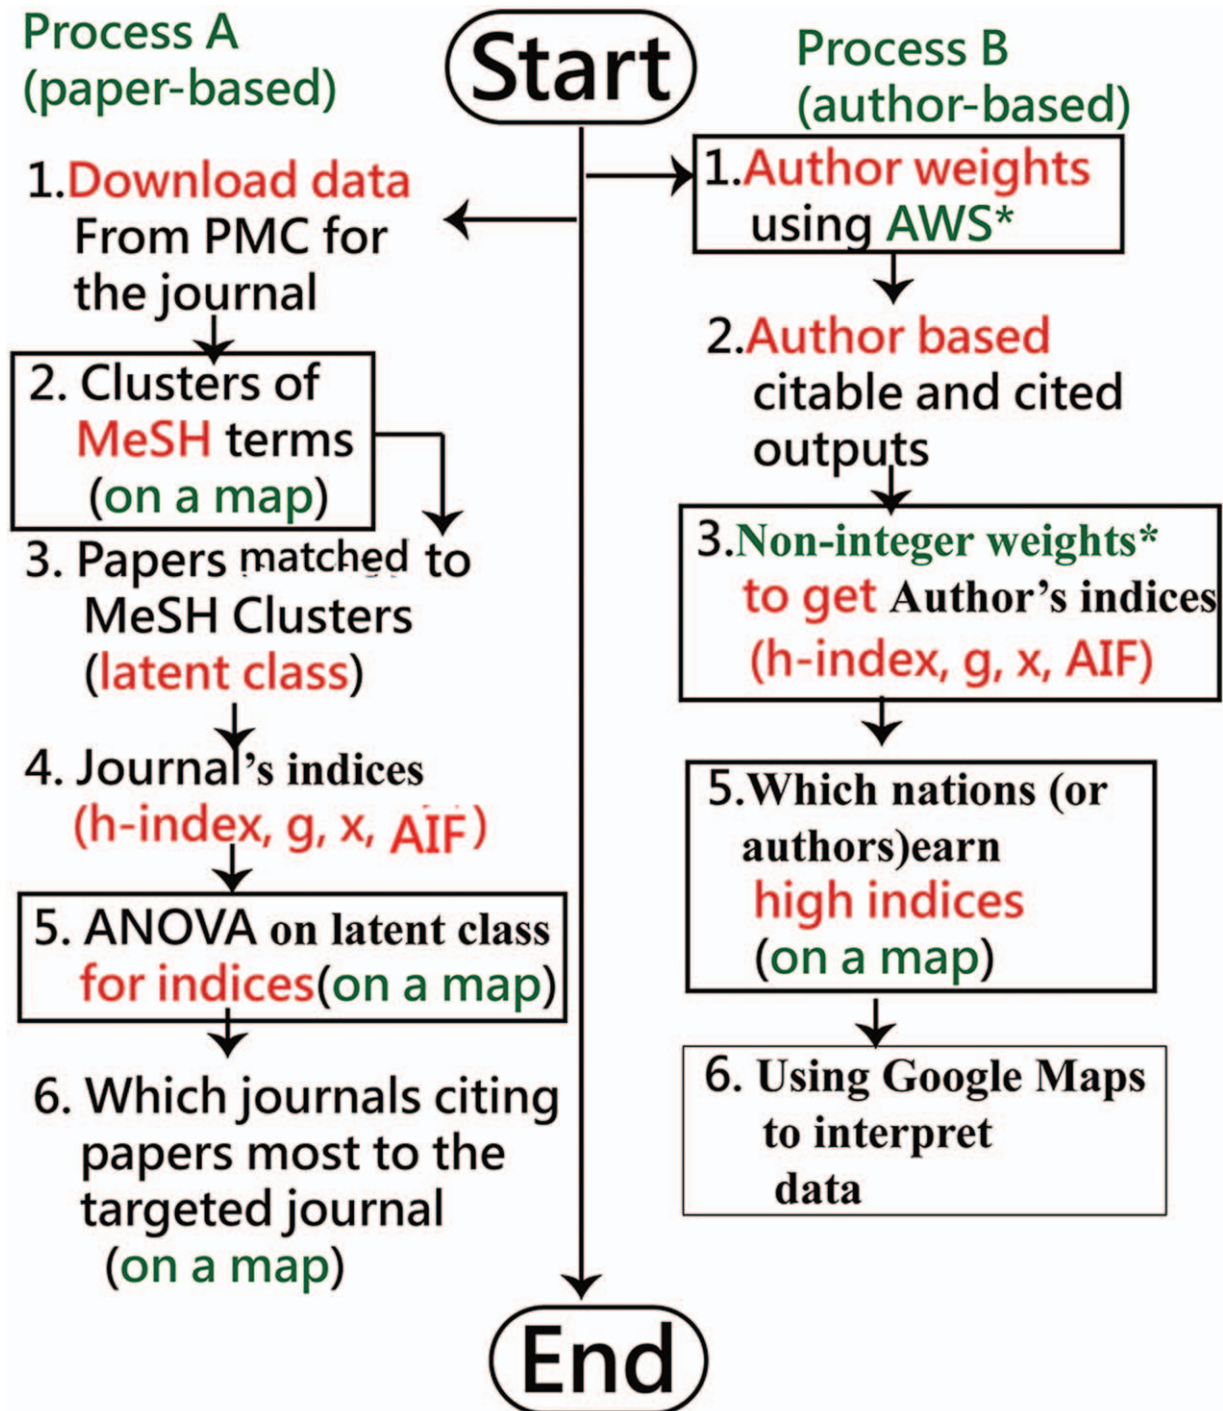 Start
Process A
(paper-based)
1.Download data
From PMC for
the journal
2. Clusters of
MeSH terms
(on a map)
3. Papers matched to
MeSH Clusters
(latent class)
4. Journal's indices
(h-index, g, x, AIF)
5. ANOVA on latent class
for indices(on a map)
6. Which journals citing
papers most to the
targeted journal
(on a map)
Process B
(author-based)
1.Author weights
using AWS*
2.Author based
citable and cited
outputs
3.Non-integer weights*
to get Author's indices
(h-index, g, x, AIF)
5.Which nations (or
authors)earn
high indices
(on a map)
6. Using Google Maps
to interpret
data
End